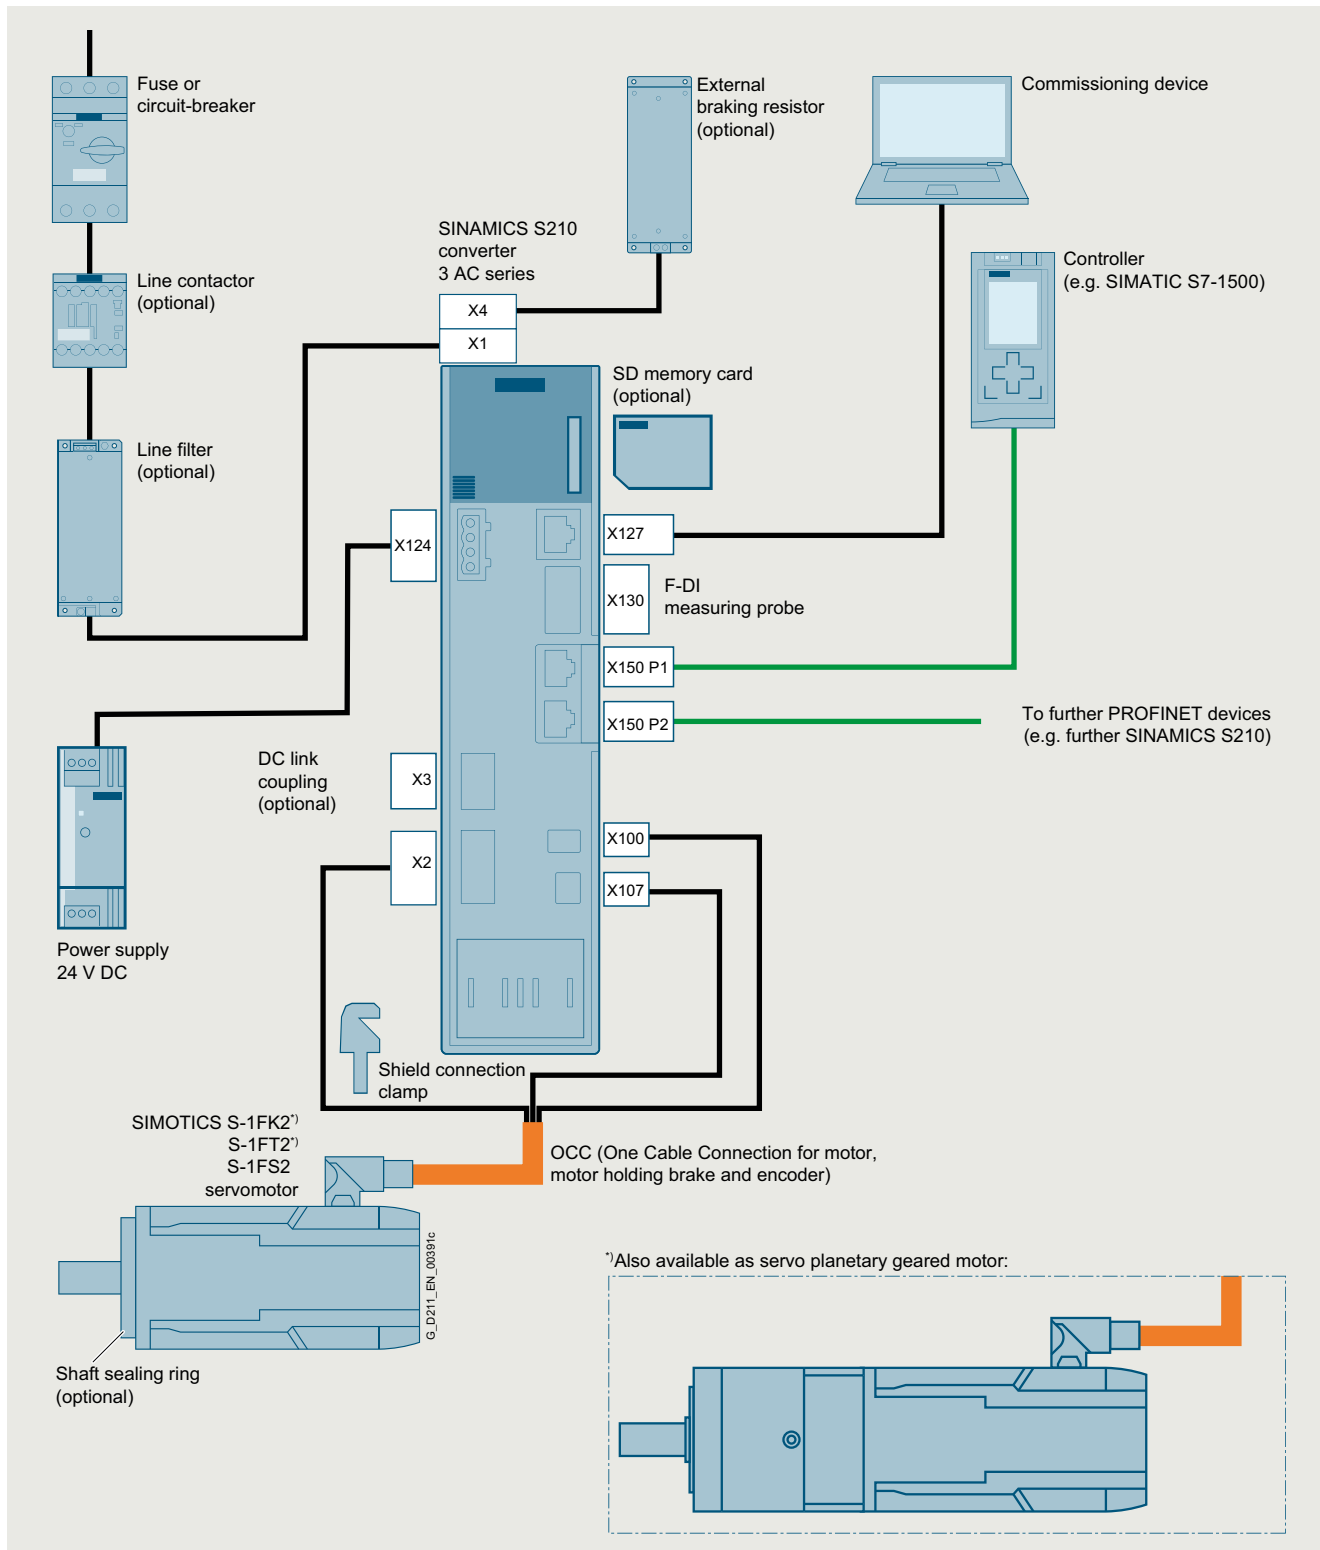 Fuse or
circuit-breaker
External
braking resistor
(optional)
Commissioning device
SINAMICS S210
converter
3 AC series
Line contactor
(optional)
Controller
(e.g. SIMATIC S7-1500)
X4
X1
SD memory card
(optional)
Line filter
(optional)
X124
X127
X130
F-DI
measuring probe
X150 P1
X150 P2
To further PROFINET devices
(e.g. further SINAMICS S210)
DC link
coupling
(optional)
X3
X2
X100
X107
Power supply
24 V DC
Shield connection
clamp
SIMOTICS S-1FK2*)
S-1FT2*)
S-1FS2
servomotor
OCC (One Cable Connection for motor,
motor holding brake and encoder)
G_D211_EN_00391c
*)Also available as servo planetary geared motor:
Shaft sealing ring
(optional)